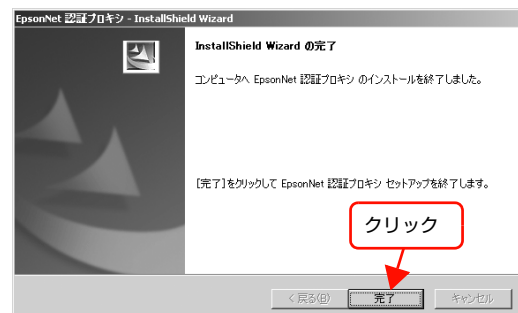 EpsonNet 認証プロキシ - InstallShield Wizard
InstallShield Wizard の完了
コンピュータへ EpsonNet 認証プロキシ のインストールを終了しました。
[完了]をクリックして EpsonNet 認証プロキシ セットアップを終了します。
クリック
< 戻る(B)
完了
キャンセル